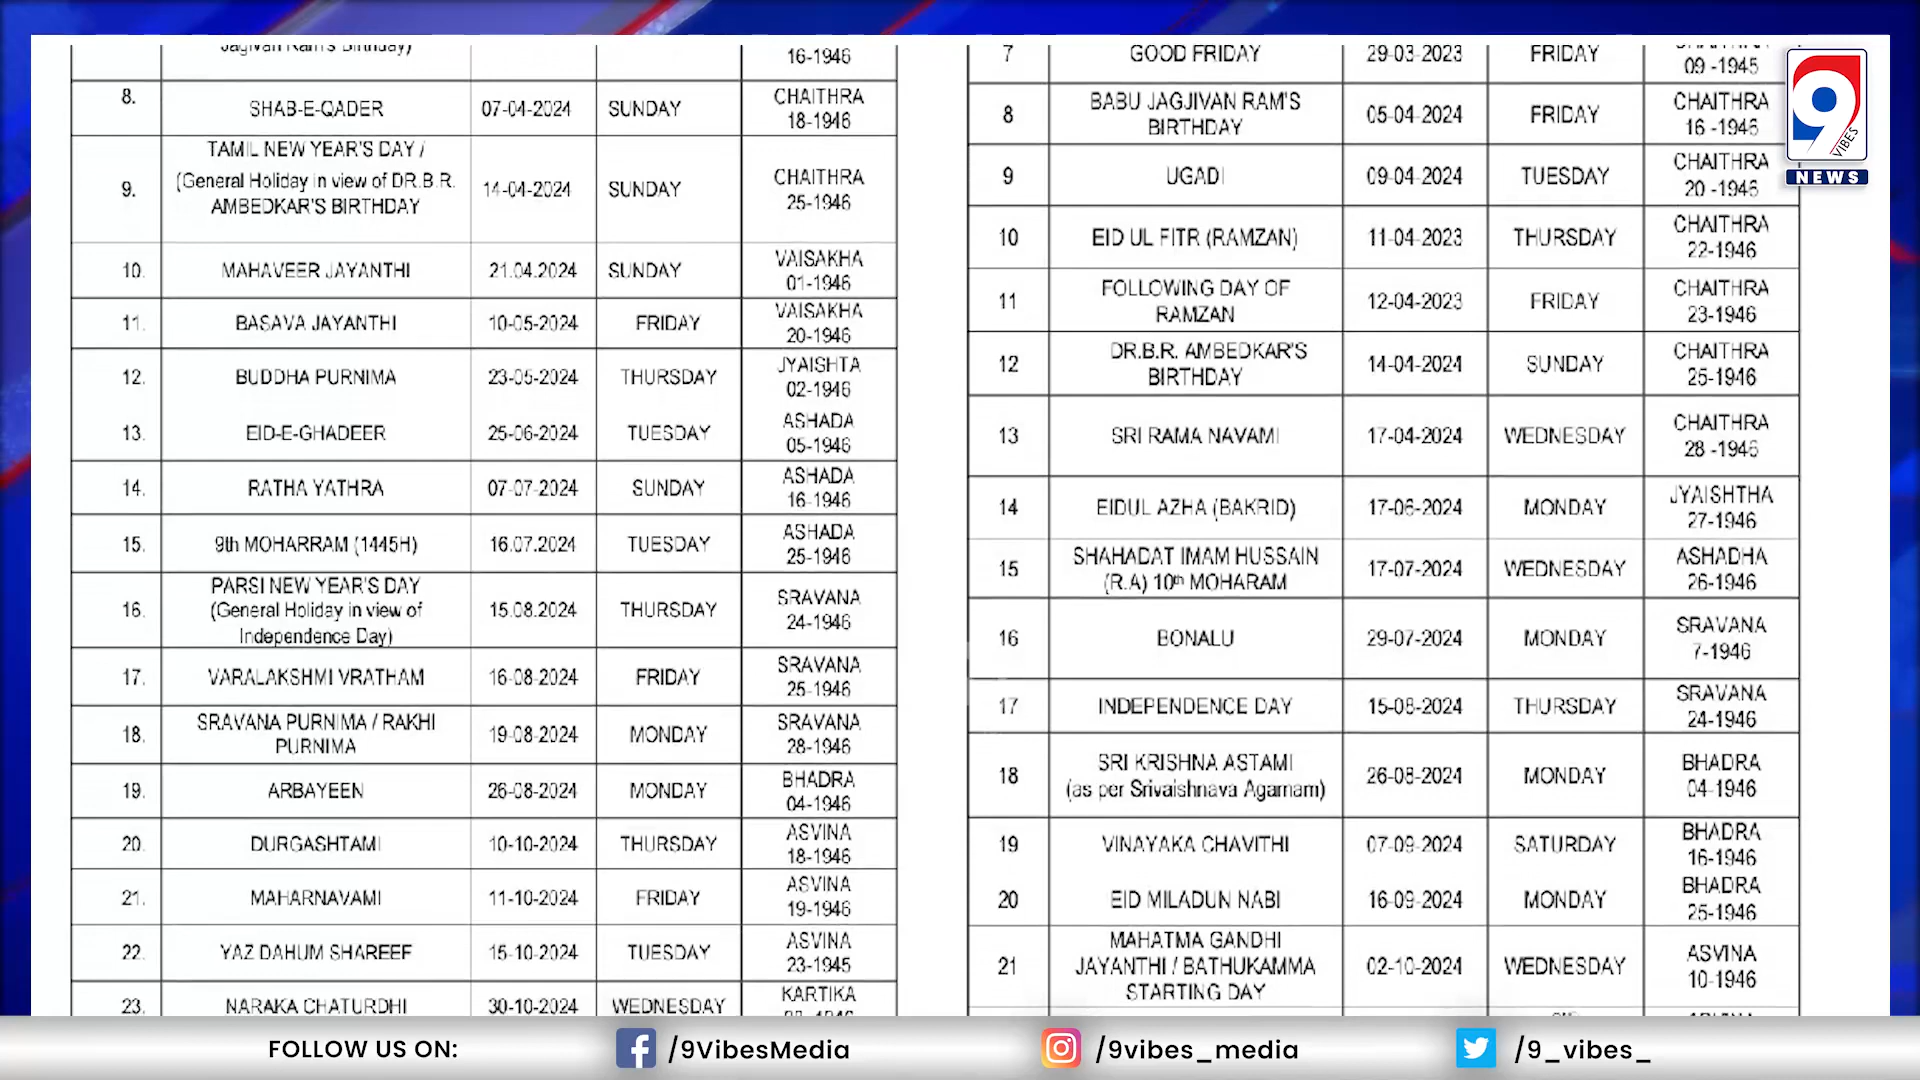 Jagivan Ram's Birthday)
16-1946
8.
SHAB-E-QADER
07-04-2024
SUNDAY
CHAITHRA
18-1946
9.
TAMIL NEW YEAR'S DAY /
(General Holiday in view of DR.B.R.
AMBEDKAR'S BIRTHDAY
14-04-2024
SUNDAY
CHAITHRA
25-1946
10.
MAHAVEER JAYANTHI
21.04.2024
SUNDAY
VAISAKHA
01-1946
11.
BASAVA JAYANTHI
10-05-2024
FRIDAY
VAISAKHA
20-1946
12.
BUDDHA PURNIMA
23-05-2024
THURSDAY
JYAISHTA
02-1946
13.
EID-E-GHADEER
25-06-2024
TUESDAY
ASHADA
05-1946
14.
RATHA YATHRA
07-07-2024
SUNDAY
ASHADA
16-1946
15.
9th MOHARRAM (1445H)
16.07.2024
TUESDAY
ASHADA
25-1946
16.
PARSI NEW YEAR'S DAY
(General Holiday in view of
Independence Day)
15.08.2024
THURSDAY
SRAVANA
24-1946
17.
VARALAKSHMI VRATHAM
16-08-2024
FRIDAY
SRAVANA
25-1946
18.
SRAVANA PURNIMA / RAKHI
PURNIMA
19-08-2024
MONDAY
SRAVANA
28-1946
19.
ARBAYEEN
26-08-2024
MONDAY
BHADRA
04-1946
20.
DURGASHTAMI
10-10-2024
THURSDAY
ASVINA
18-1946
21.
MAHARNAVAMI
11-10-2024
FRIDAY
ASVINA
19-1946
22.
YAZ DAHUM SHAREEF
15-10-2024
TUESDAY
ASVINA
23-1945
23.
NARAKA CHATURDHI
30-10-2024
WEDNESDAY
KARTIKA
7
GOOD FRIDAY
29-03-2023
FRIDAY
09 -1945
8
BABU JAGJIVAN RAM'S
BIRTHDAY
05-04-2024
FRIDAY
CHAITHRA
16 -1946
9
UGADI
09-04-2024
TUESDAY
CHAITHRA
20 -1946
10
EID UL FITR (RAMZAN)
11-04-2023
THURSDAY
CHAITHRA
22-1946
11
FOLLOWING DAY OF
RAMZAN
12-04-2023
FRIDAY
CHAITHRA
23-1946
12
DR.B.R. AMBEDKAR'S
BIRTHDAY
14-04-2024
SUNDAY
CHAITHRA
25-1946
13
SRI RAMA NAVAMI
17-04-2024
WEDNESDAY
CHAITHRA
28 -1946
14
EIDUL AZHA (BAKRID)
17-06-2024
MONDAY
JYAISHTHA
27-1946
15
SHAHADAT IMAM HUSSAIN
(R.A) 10th MOHARAM
17-07-2024
WEDNESDAY
ASHADHA
26-1946
16
BONALU
29-07-2024
MONDAY
SRAVANA
7-1946
17
INDEPENDENCE DAY
15-08-2024
THURSDAY
SRAVANA
24-1946
18
SRI KRISHNA ASTAMI
(as per Srivaishnava Agamam)
26-08-2024
MONDAY
BHADRA
04-1946
19
VINAYAKA CHAVITHI
07-09-2024
SATURDAY
BHADRA
16-1946
20
EID MILADUN NABI
16-09-2024
MONDAY
BHADRA
25-1946
21
MAHATMA GANDHI
JAYANTHI / BATHUKAMMA
STARTING DAY
02-10-2024
WEDNESDAY
ASVINA
10-1946
9
VIBES
NEWS
FOLLOW US ON:
/9VibesMedia
/9vibes_media
/9_vibes_